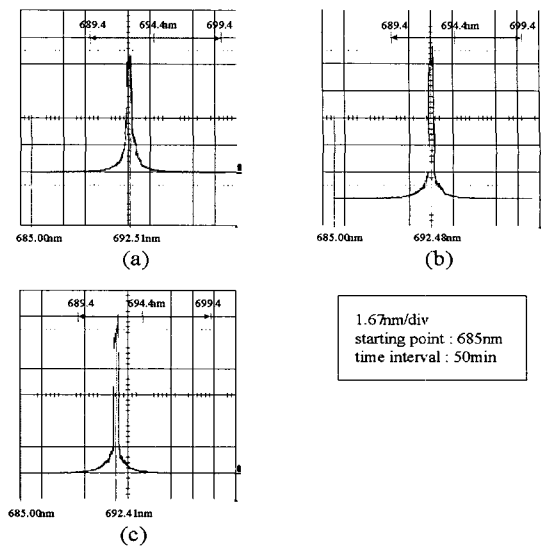 689.4 694.4nm 699.4
685.00nm 692.51nm
(a)
689.4 694.4nm 699.4
685.00nm 692.48nm
(b)
689.4 694.4nm 699.4
685.00nm 692.41nm
(c)
1.67nm/div
starting point : 685nm
time interval : 50min